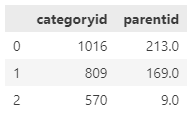 categoryid parentid
0 1016 213.0
1 809 169.0
2 570 9.0